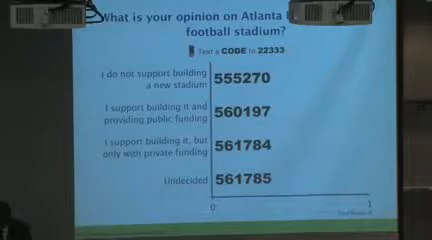 What is your opinion on Atlanta
football stadium?
Text a CODE to 22333
I do not support building
a new stadium
555270
I support building it and
providing public funding
560197
I support building it, but
only with private funding
561784
Undecided
561785
0
1